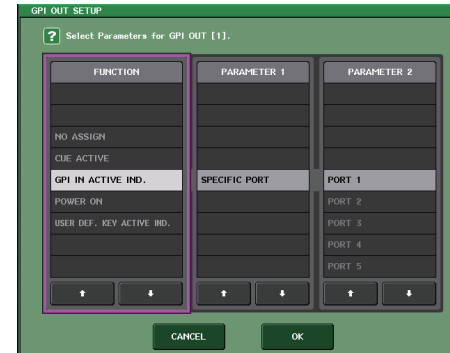 GPI OUT SETUP
? Select Parameters for GPI OUT [1].
FUNCTION
NO ASSIGN
CUE ACTIVE
GPI IN ACTIVE IND.
POWER ON
USER DEF. KEY ACTIVE IND.
PARAMETER 1
SPECIFIC PORT
PARAMETER 2
PORT 1
PORT 2
PORT 3
PORT 4
PORT 5
CANCEL
OK